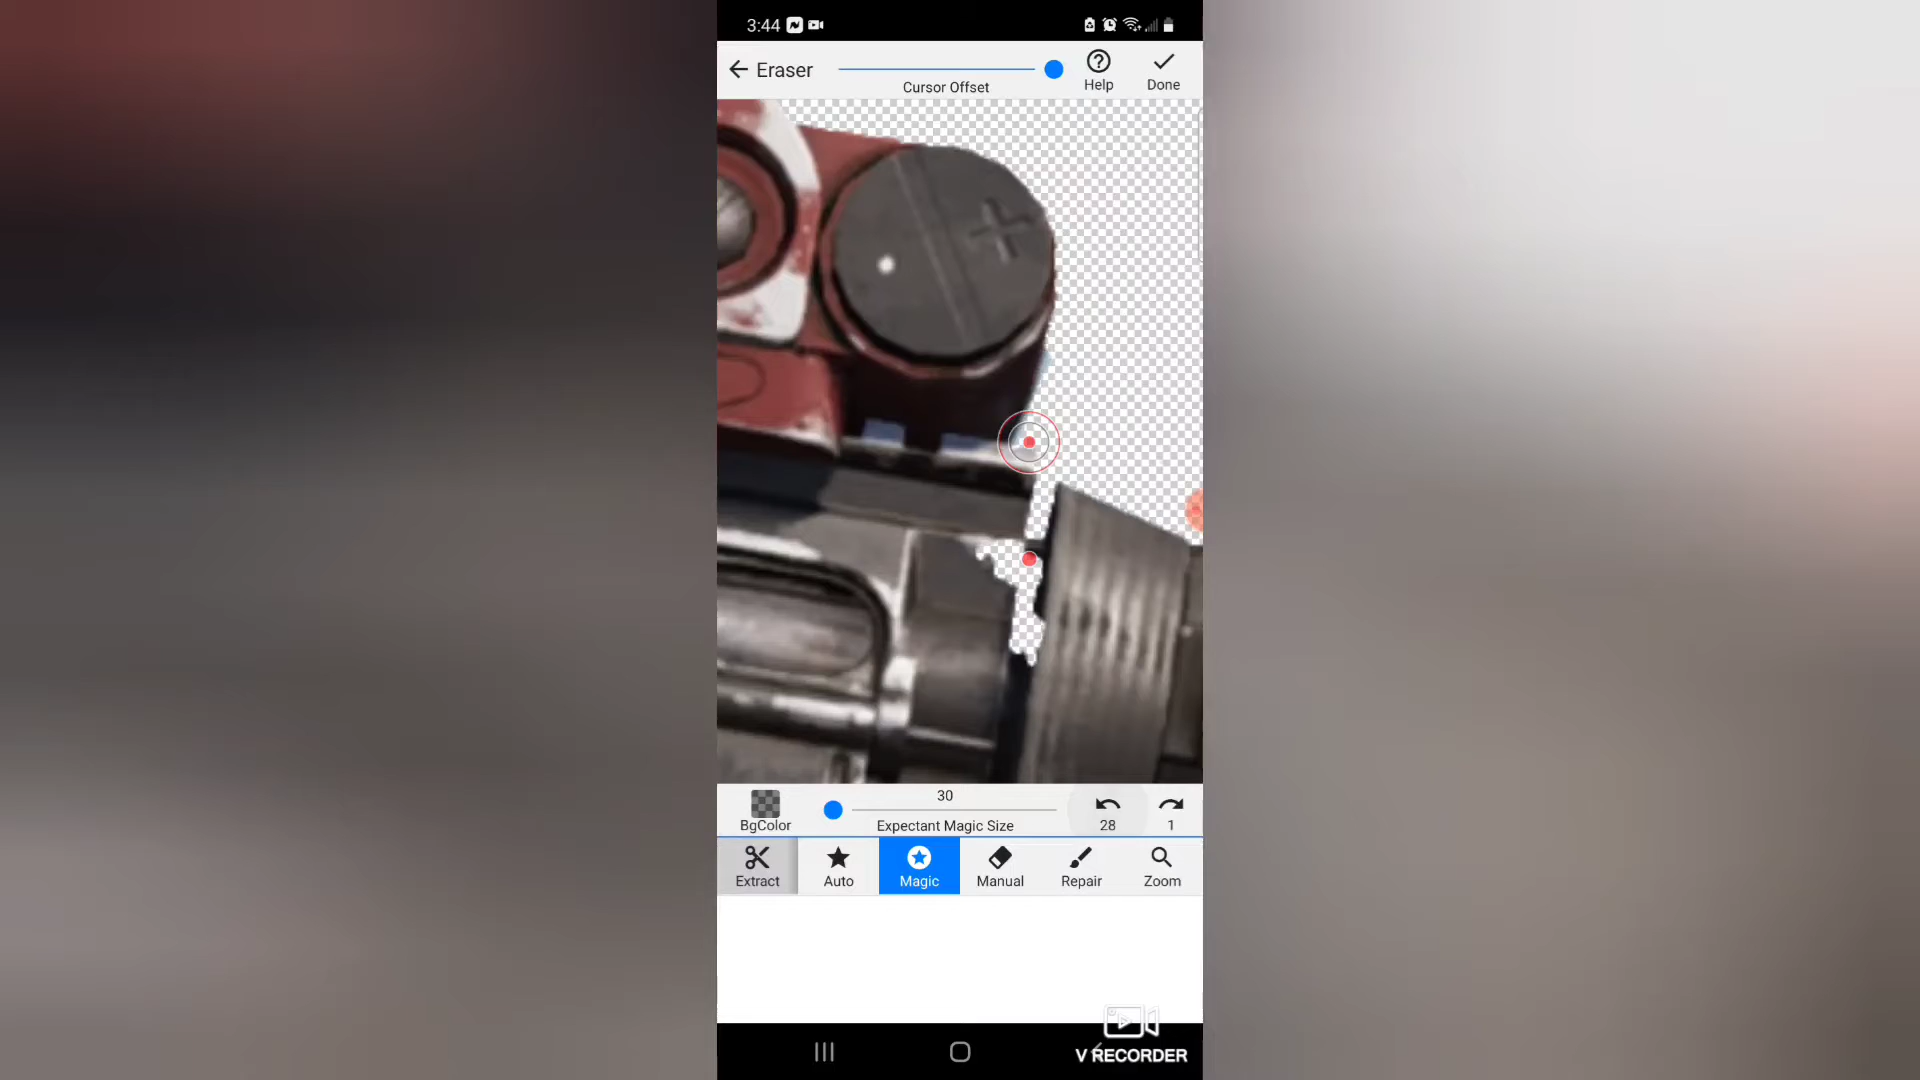 3:44
Eraser
Cursor Offset
Help
Done
BgColor
30
Expectant Magic Size
28
1
Extract
Auto
Magic
Manual
Repair
Zoom
V RECORDER